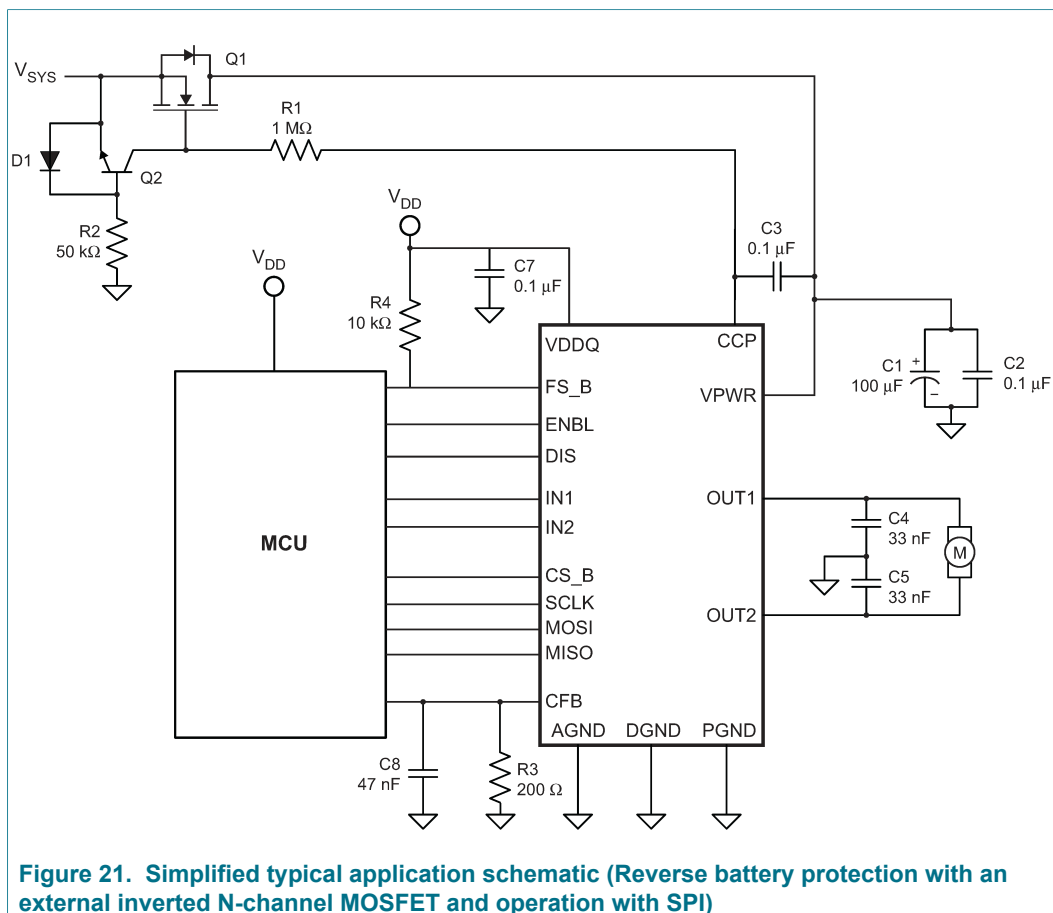 V_SYS
Q1
R1
1 MΩ
D1
Q2
R2
50 kΩ
V_DD
V_DD
C7
0.1 μF
C3
0.1 μF
R4
10 kΩ
VDDQ
CCP
FS_B
VPWR
C1
+
−
100 μF
C2
0.1 μF
ENBL
DIS
IN1
OUT1
IN2
C4
33 nF
MCU
M
CS_B
C5
33 nF
SCLK
OUT2
MOSI
MISO
CFB
AGND
DGND
PGND
C8
47 nF
R3
200 Ω
Figure 21. Simplified typical application schematic (Reverse battery protection with an
external inverted N-channel MOSFET and operation with SPI)